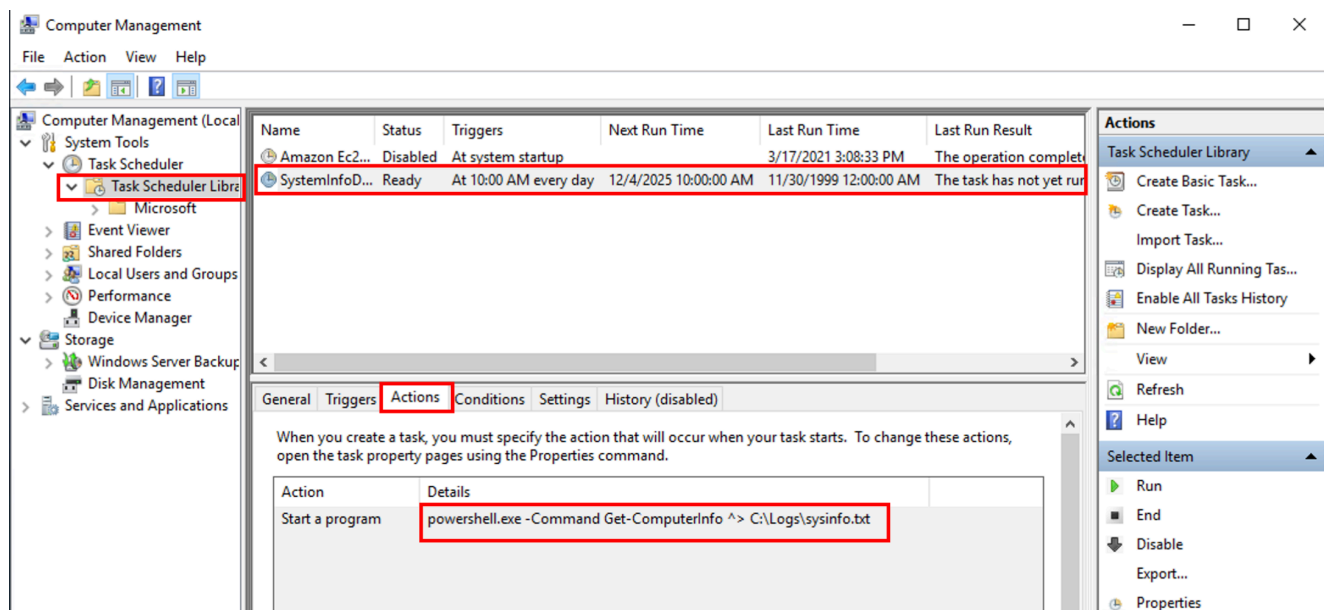 Computer Management
File Action View Help
Computer Management (Local
System Tools
Task Scheduler
Task Scheduler Libra
Microsoft
Event Viewer
Shared Folders
Local Users and Groups
Performance
Device Manager
Storage
Windows Server Backup
Disk Management
Services and Applications
Name Status Triggers Next Run Time Last Run Time Last Run Result
Amazon Ec2... Disabled At system startup 3/17/2021 3:08:33 PM The operation complete
SystemInfoD... Ready At 10:00 AM every day 12/4/2025 10:00:00 AM 11/30/1999 12:00:00 AM The task has not yet run
General Triggers Actions Conditions Settings History (disabled)
When you create a task, you must specify the action that will occur when your task starts. To change these actions,
open the task property pages using the Properties command.
Action Details
Start a program powershell.exe -Command Get-ComputerInfo ^> C:\Logs\sysinfo.txt
Actions
Task Scheduler Library
Create Basic Task...
Create Task...
Import Task...
Display All Running Tas...
Enable All Tasks History
New Folder...
View
Refresh
Help
Selected Item
Run
End
Disable
Export...
Properties